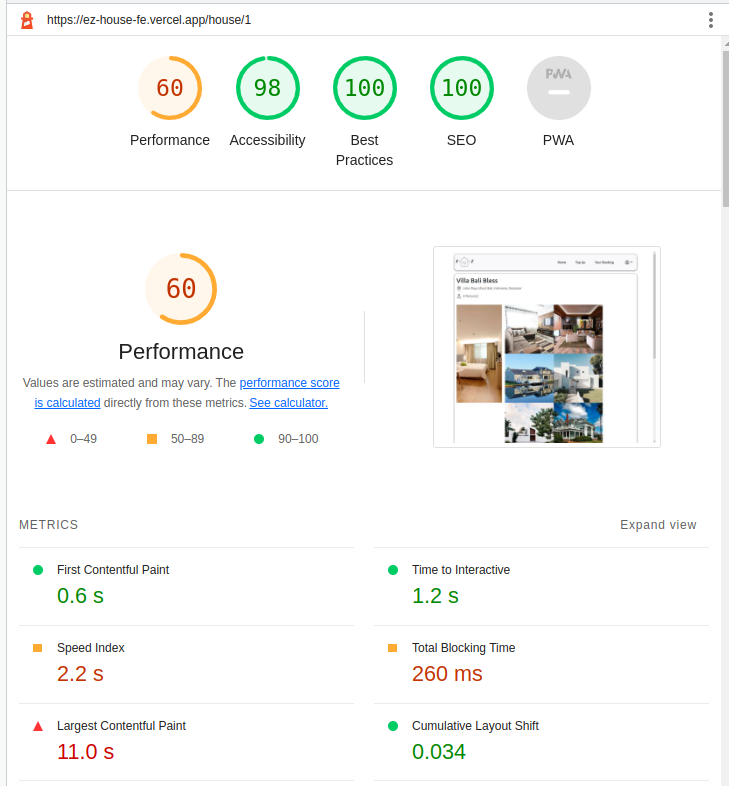 https://ez-house-fe.vercel.app/house/1
60
98
100
100
PWA
Performance
Accessibility
Best
Practices
SEO
PWA
60
Performance
Values are estimated and may vary. The performance score
is calculated directly from these metrics. See calculator.
0–49
50–89
90–100
Home
Top Up
Your Booking
Villa Bali Bless
METRICS
Expand view
First Contentful Paint
0.6 s
Time to Interactive
1.2 s
Speed Index
2.2 s
Total Blocking Time
260 ms
Largest Contentful Paint
11.0 s
Cumulative Layout Shift
0.034